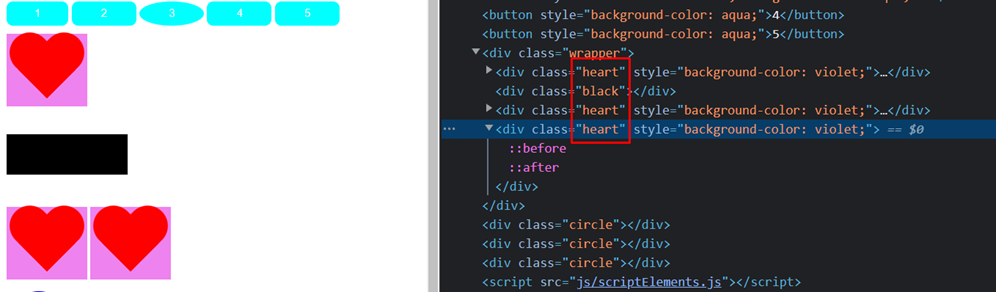 1 2 3 4 5
<button style="background-color: aqua;">4</button>
<button style="background-color: aqua;">5</button>
<div class="wrapper">
<div class="heart" style="background-color: violet;">…</div>
<div class="black"></div>
<div class="heart" style="background-color: violet;">…</div>
<div class="heart" style="background-color: violet;"> == $0
::before
::after
</div>
</div>
<div class="circle"></div>
<div class="circle"></div>
<div class="circle"></div>
<script src="js/scriptElements.js"></script>